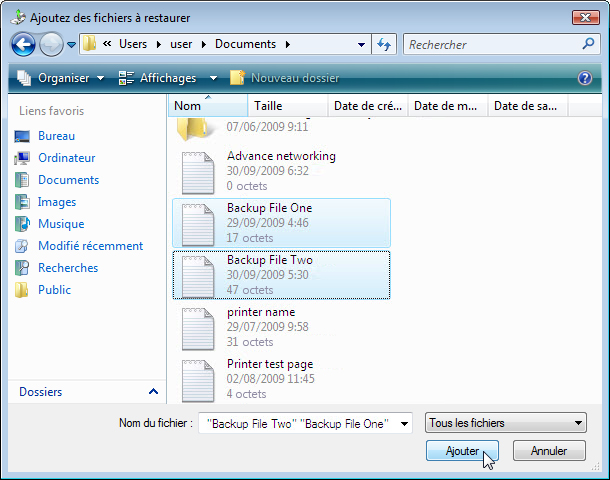 Ajoutez des fichiers à restaurer
« Users ▸ user ▸ Documents ▸
Rechercher
Organiser
Affichages
Nouveau dossier
Liens favoris
Bureau
Ordinateur
Documents
Images
Musique
Modifié récemment
Recherches
Public
Dossiers
Nom Taille Date de cré... Date de m... Date de sa...
07/06/2009 9:11
Advance networking
30/09/2009 6:32
0 octets
Backup File One
29/09/2009 4:46
17 octets
Backup File Two
30/09/2009 5:30
47 octets
printer name
29/07/2009 9:58
31 octets
Printer test page
02/08/2009 11:45
4 octets
Nom du fichier : "Backup File Two" "Backup File One"
Tous les fichiers
Ajouter
Annuler